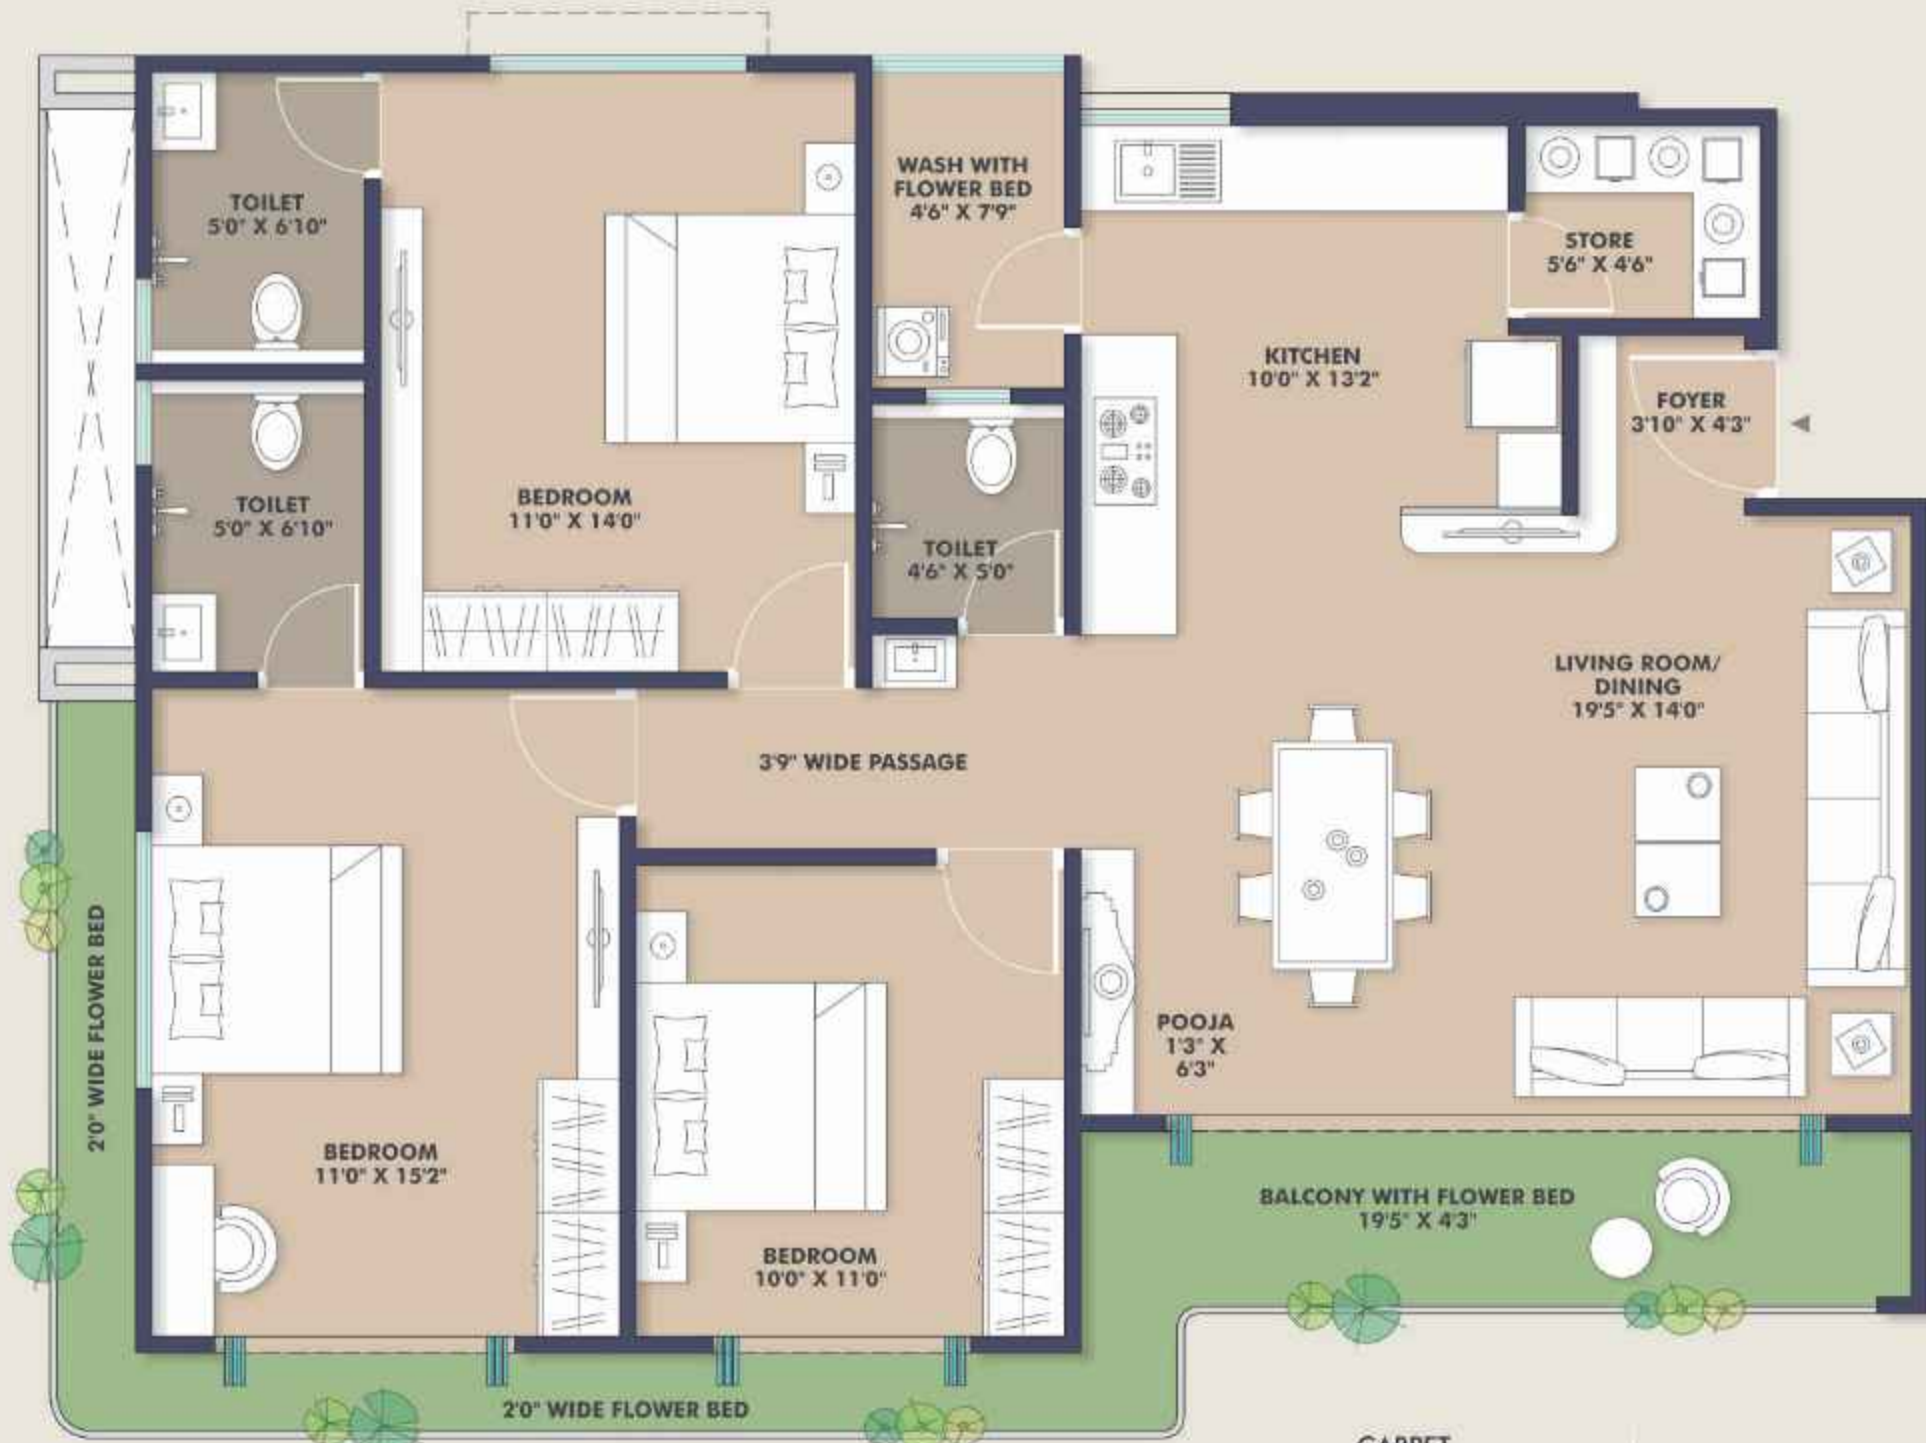 TOILET
5'0" X 6'10"
WASH WITH
FLOWER BED
4'6" X 7'9"
STORE
5'6" X 4'6"
KITCHEN
10'0" X 13'2"
FOYER
3'10" X 4'3"
TOILET
5'0" X 6'10"
BEDROOM
11'0" X 14'0"
TOILET
4'6" X 5'0"
LIVING ROOM/
DINING
19'5" X 14'0"
3'9" WIDE PASSAGE
2'0" WIDE FLOWER BED
POOJA
1'3" X
6'3"
BEDROOM
11'0" X 15'2"
BEDROOM
10'0" X 11'0"
BALCONY WITH FLOWER BED
19'5" X 4'3"
2'0" WIDE FLOWER BED
CARPET